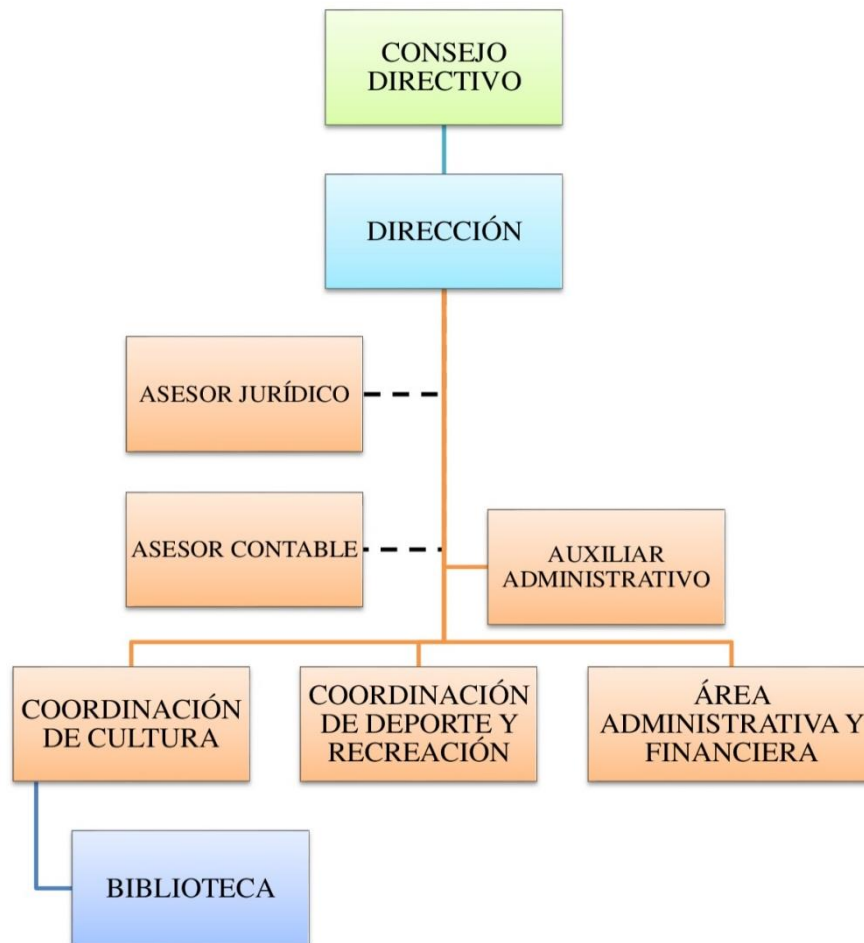 CONSEJO
DIRECTIVO
DIRECCIÓN
ASESOR JURÍDICO
ASESOR CONTABLE
AUXILIAR
ADMINISTRATIVO
COORDINACIÓN
DE CULTURA
COORDINACIÓN
DE DEPORTE Y
RECREACIÓN
ÁREA
ADMINISTRATIVA Y
FINANCIERA
BIBLIOTECA